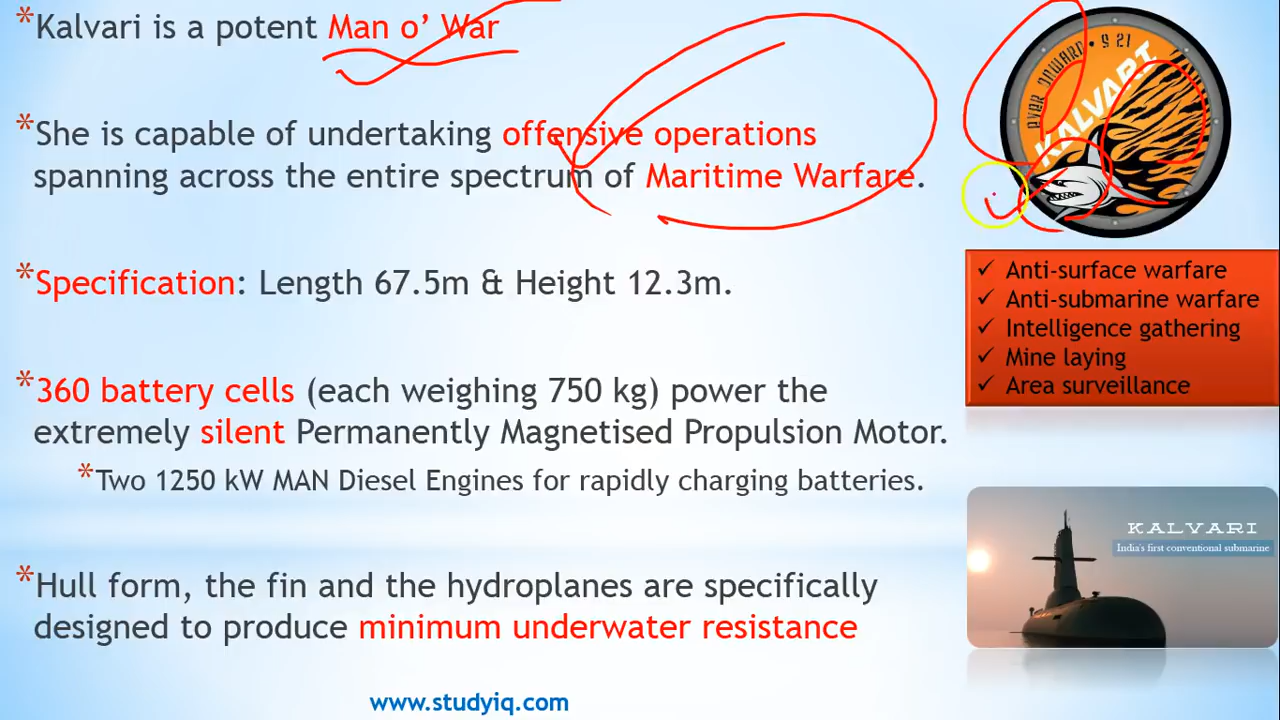 *Kalvari is a potent Man o’ War
*She is capable of undertaking offensive operations
spanning across the entire spectrum of Maritime Warfare.
*Specification: Length 67.5m & Height 12.3m.
*360 battery cells (each weighing 750 kg) power the
extremely silent Permanently Magnetised Propulsion Motor.
*Two 1250 kW MAN Diesel Engines for rapidly charging batteries.
*Hull form, the fin and the hydroplanes are specifically
designed to produce minimum underwater resistance
www.studyiq.com
EVER ONWARD • S 21
KALVARI
✓ Anti-surface warfare
✓ Anti-submarine warfare
✓ Intelligence gathering
✓ Mine laying
✓ Area surveillance
KALVARI
India's first conventional submarine